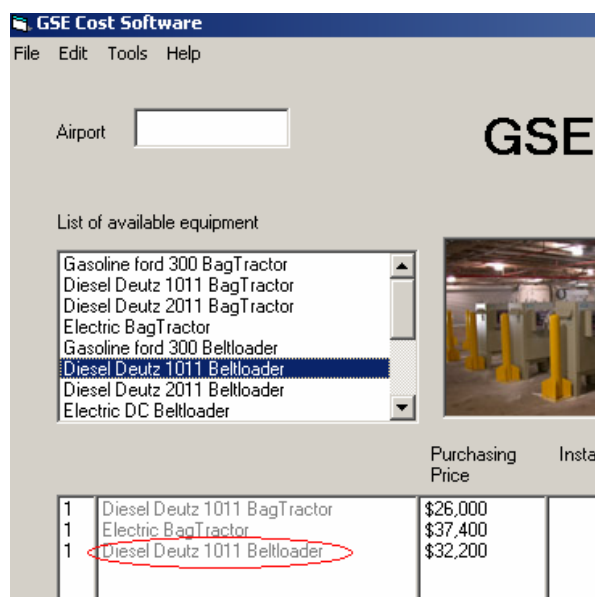 GSE Cost Software
File Edit Tools Help
Airport
GSE
List of available equipment
Gasoline ford 300 BagTractor
Diesel Deutz 1011 BagTractor
Diesel Deutz 2011 BagTractor
Electric BagTractor
Gasoline ford 300 Beltloader
Diesel Deutz 1011 Beltloader
Diesel Deutz 2011 Beltloader
Electric DC Beltloader
Purchasing Insta
Price
1 Diesel Deutz 1011 BagTractor $26,000
1 Electric BagTractor $37,400
1 Diesel Deutz 1011 Beltloader $32,200